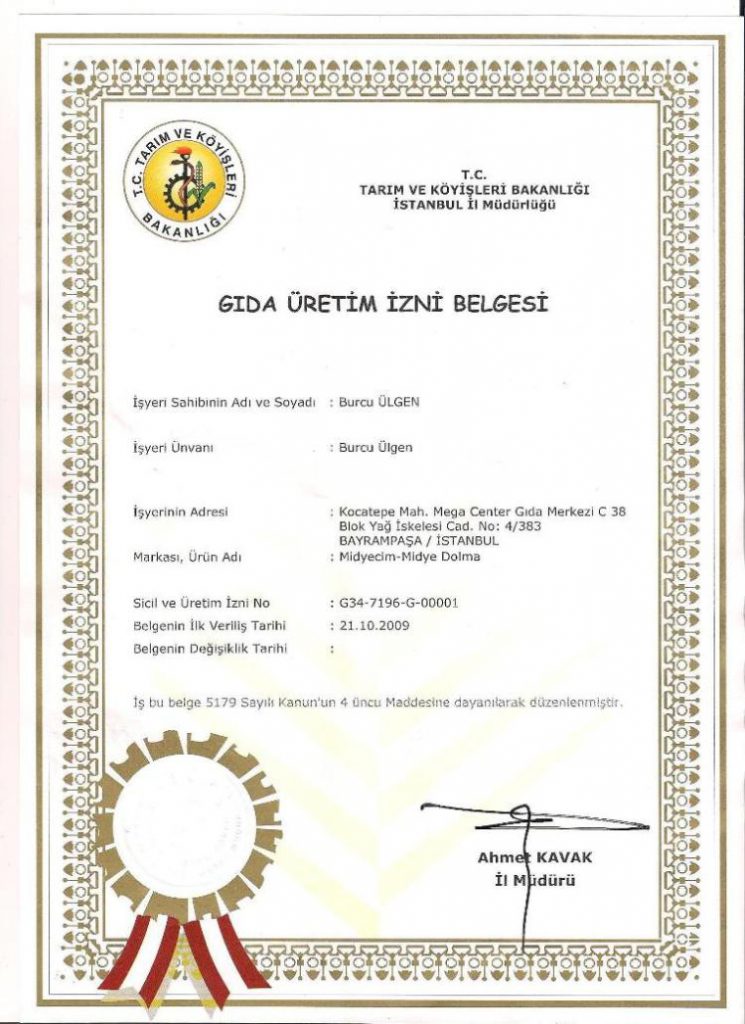 T.C. TARIM VE KÖYİŞLERİ
BAKANLIĞI
T.C.
TARIM VE KÖYİŞLERİ BAKANLIĞI
İSTANBUL İl Müdürlüğü
GIDA ÜRETİM İZNİ BELGESİ
İşyeri Sahibinin Adı ve Soyadı : Burcu ÜLGEN
İşyeri Ünvanı : Burcu Ülgen
İşyerinin Adresi : Kocatepe Mah. Mega Center Gıda Merkezi C 38
Blok Yağ İskelesi Cad. No: 4/383
BAYRAMPAŞA / İSTANBUL
Markası, Ürün Adı : Midyecim-Midye Dolma
Sicil ve Üretim İzni No : G34-7196-G-00001
Belgenin İlk Veriliş Tarihi : 21.10.2009
Belgenin Değişiklik Tarihi :
İş bu belge 5179 Sayılı Kanun'un 4 üncu Maddesine dayanılarak düzenlenmiştir.
Ahmet KAVAK
İl Müdürü